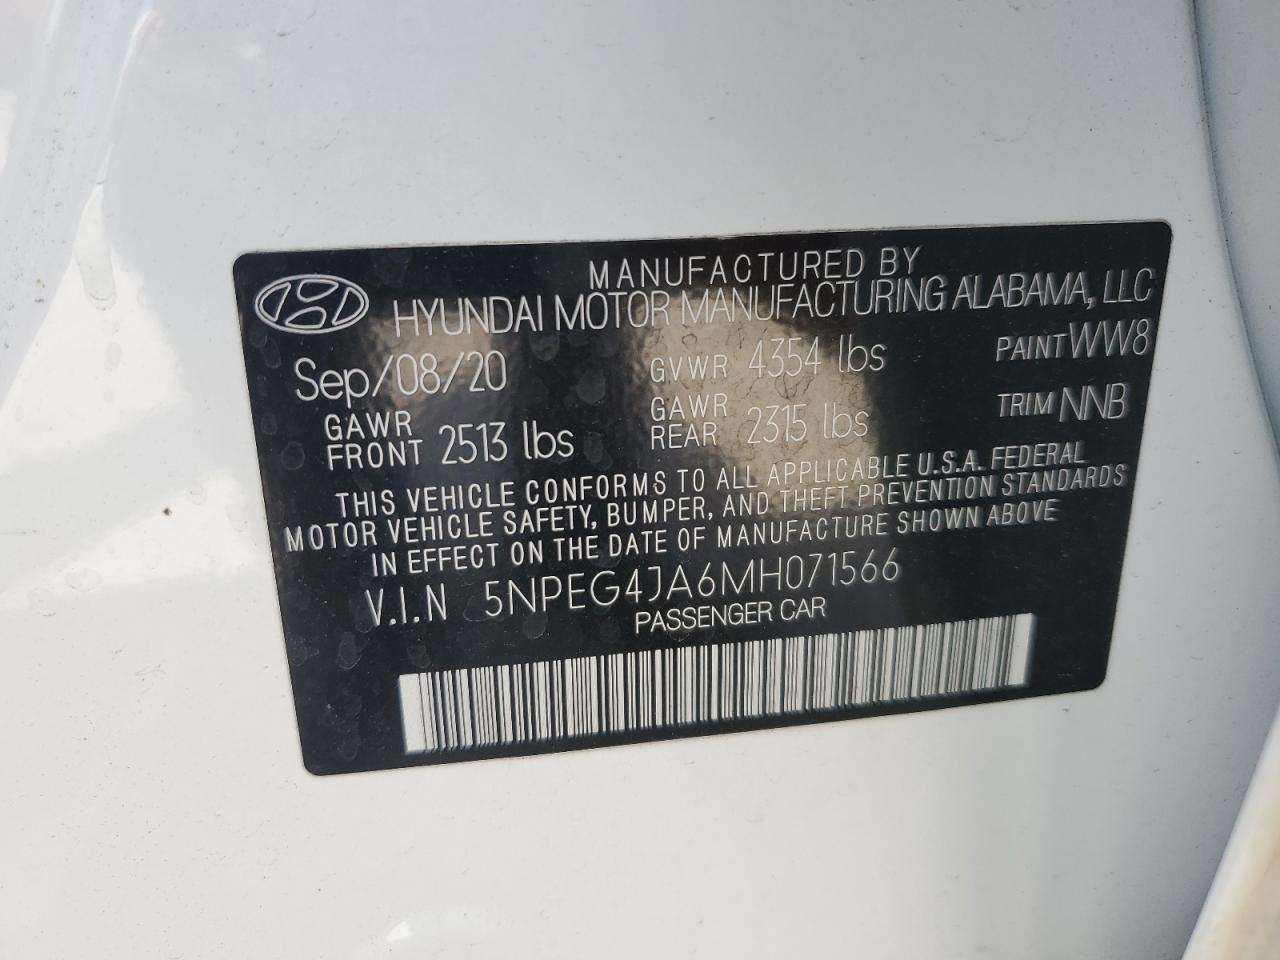 MANUFACTURED BY
HYUNDAI MOTOR MANUFACTURING ALABAMA, LLC
Sep/08/20 GVWR 4354 lbs PAINT WW8
GAWR FRONT 2513 lbs GAWR REAR 2315 lbs TRIM NNB
THIS VEHICLE CONFORMS TO ALL APPLICABLE U.S.A. FEDERAL
MOTOR VEHICLE SAFETY, BUMPER, AND THEFT PREVENTION STANDARDS
IN EFFECT ON THE DATE OF MANUFACTURE SHOWN ABOVE
V.I.N 5NPEG4JA6MH071566
PASSENGER CAR